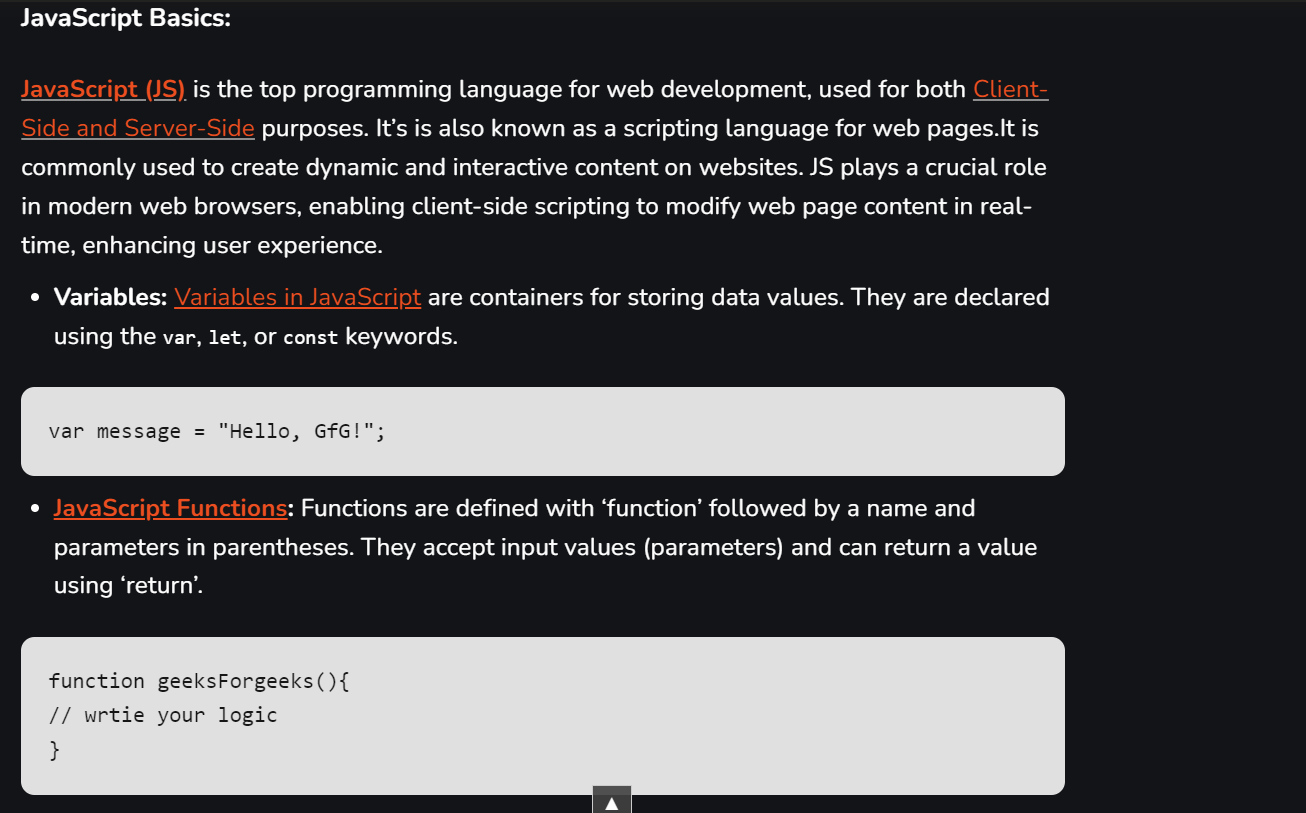 JavaScript Basics:
JavaScript (JS) is the top programming language for web development, used for both Client-
Side and Server-Side purposes. It’s is also known as a scripting language for web pages.It is
commonly used to create dynamic and interactive content on websites. JS plays a crucial role
in modern web browsers, enabling client-side scripting to modify web page content in real-
time, enhancing user experience.
• Variables: Variables in JavaScript are containers for storing data values. They are declared
using the var, let, or const keywords.
var message = "Hello, GfG!";
• JavaScript Functions: Functions are defined with ‘function’ followed by a name and
parameters in parentheses. They accept input values (parameters) and can return a value
using ‘return’.
function geeksForgeeks(){
// wrtie your logic
}